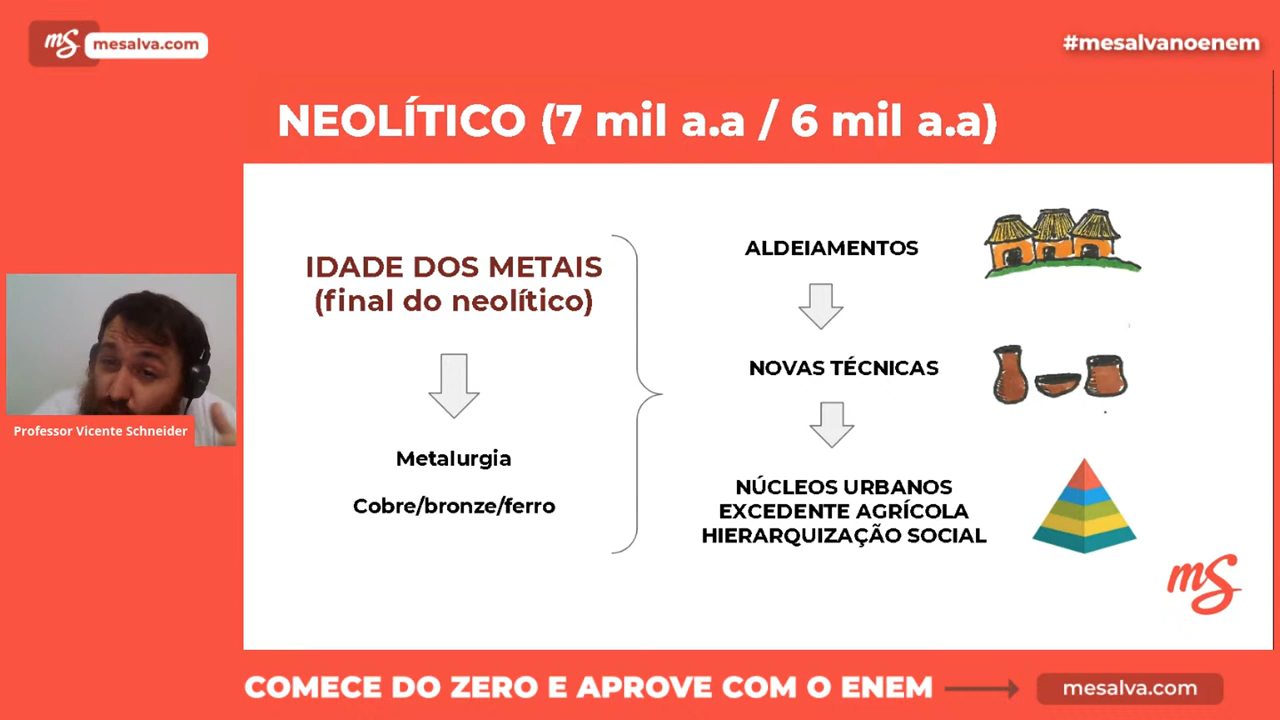 mS mesalva.com
#mesalvanoenem
NEOLÍTICO (7 mil a.a / 6 mil a.a)
IDADE DOS METAIS
(final do neolítico)
Metalurgia
Cobre/bronze/ferro
ALDEIAMENTOS
NOVAS TÉCNICAS
NÚCLEOS URBANOS
EXCEDENTE AGRÍCOLA
HIERARQUIZAÇÃO SOCIAL
Professor Vicente Schneider
mS
COMECE DO ZERO E APROVE COM O ENEM
mesalva.com